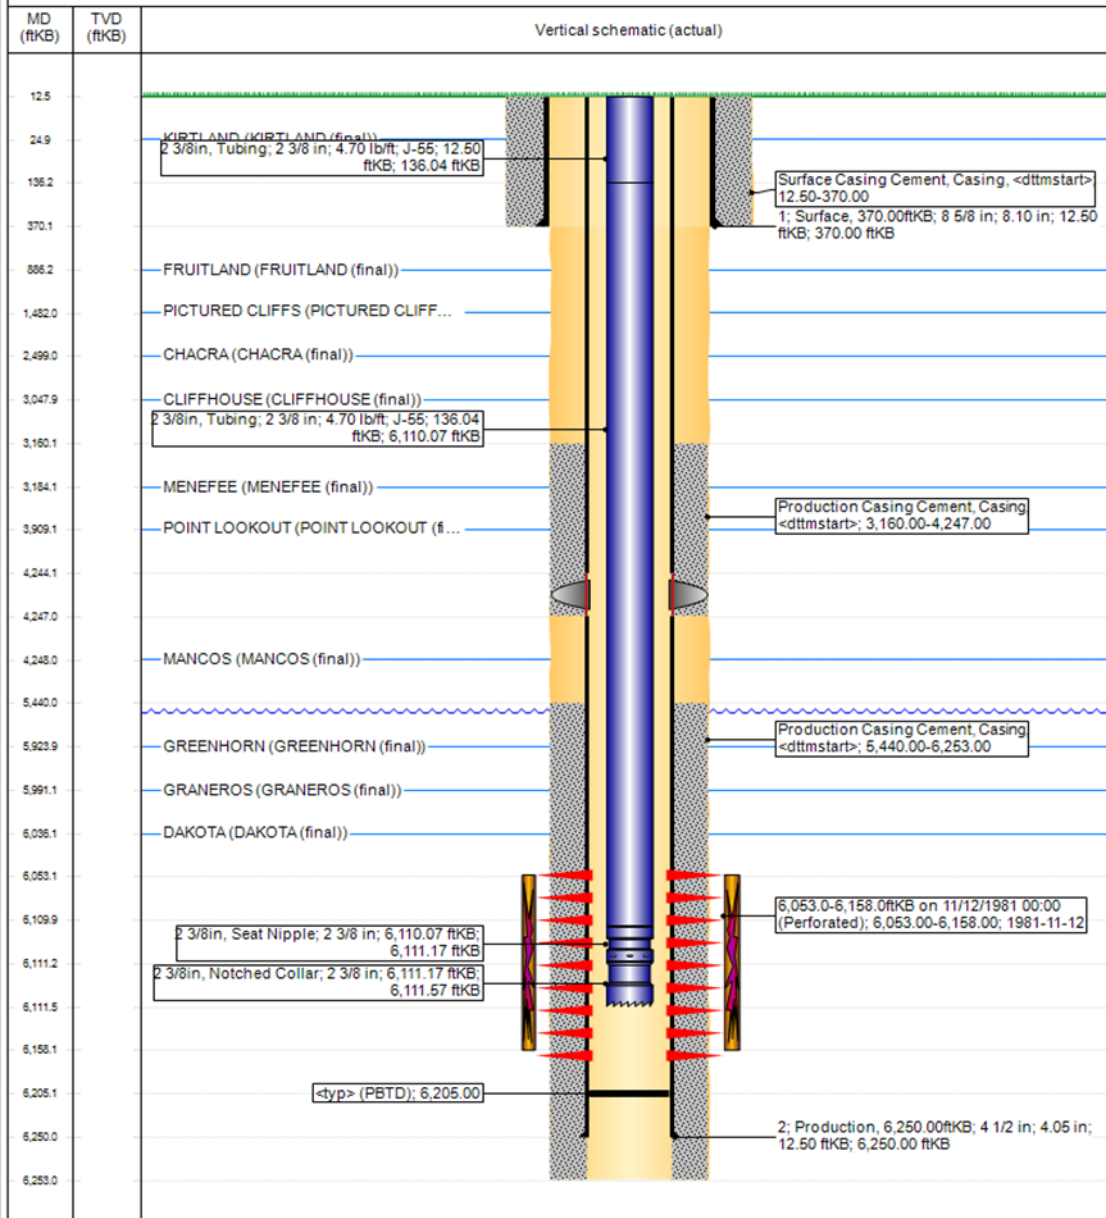 MD
(ftKB)
TVD
(ftKB)
Vertical schematic (actual)
12.5
24.9
KIRTLAND (KIRTLAND (final))
2 3/8in, Tubing; 2 3/8 in; 4.70 lb/ft; J-55; 12.50
ftKB; 136.04 ftKB
136.2
Surface Casing Cement, Casing, <dttmstart>;
12.50-370.00
1; Surface, 370.00ftKB; 8 5/8 in; 8.10 in; 12.50
ftKB; 370.00 ftKB
370.1
886.2
FRUITLAND (FRUITLAND (final))
1,482.0
PICTURED CLIFFS (PICTURED CLIFF...
2,499.0
CHACRA (CHACRA (final))
3,047.9
CLIFFHOUSE (CLIFFHOUSE (final))
2 3/8in, Tubing; 2 3/8 in; 4.70 lb/ft; J-55; 136.04
ftKB; 6,110.07 ftKB
3,160.1
3,184.1
MENEFEE (MENEFEE (final))
Production Casing Cement, Casing,
<dttmstart>; 3,160.00-4,247.00
3,909.1
POINT LOOKOUT (POINT LOOKOUT (fi...
4,244.1
4,247.0
4,248.0
MANCOS (MANCOS (final))
5,440.0
Production Casing Cement, Casing,
<dttmstart>; 5,440.00-6,253.00
5,923.9
GREENHORN (GREENHORN (final))
5,991.1
GRANEROS (GRANEROS (final))
6,036.1
DAKOTA (DAKOTA (final))
6,053.1
6,053.0-6,158.0ftKB on 11/12/1981 00:00
(Perforated); 6,053.00-6,158.00; 1981-11-12
6,109.9
2 3/8in, Seat Nipple; 2 3/8 in; 6,110.07 ftKB;
6,111.17 ftKB
6,111.2
2 3/8in, Notched Collar; 2 3/8 in; 6,111.17 ftKB;
6,111.57 ftKB
6,111.5
6,158.1
6,205.1
<typ> (PBTD); 6,205.00
6,250.0
2; Production, 6,250.00ftKB; 4 1/2 in; 4.05 in;
12.50 ftKB; 6,250.00 ftKB
6,253.0